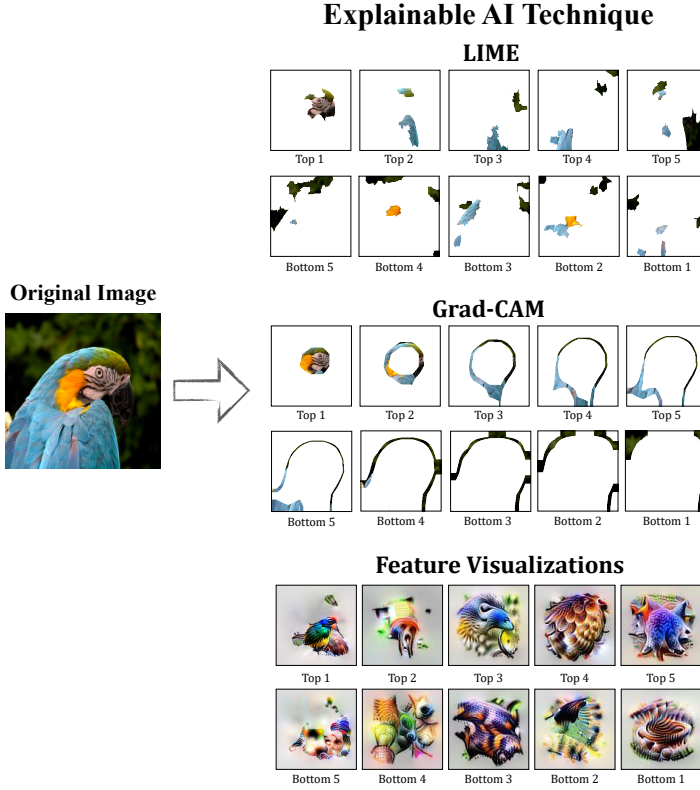 Explainable AI Technique
LIME
Top 1 Top 2 Top 3 Top 4 Top 5
Bottom 5 Bottom 4 Bottom 3 Bottom 2 Bottom 1
Original Image
Grad-CAM
Top 1 Top 2 Top 3 Top 4 Top 5
Bottom 5 Bottom 4 Bottom 3 Bottom 2 Bottom 1
Feature Visualizations
Top 1 Top 2 Top 3 Top 4 Top 5
Bottom 5 Bottom 4 Bottom 3 Bottom 2 Bottom 1